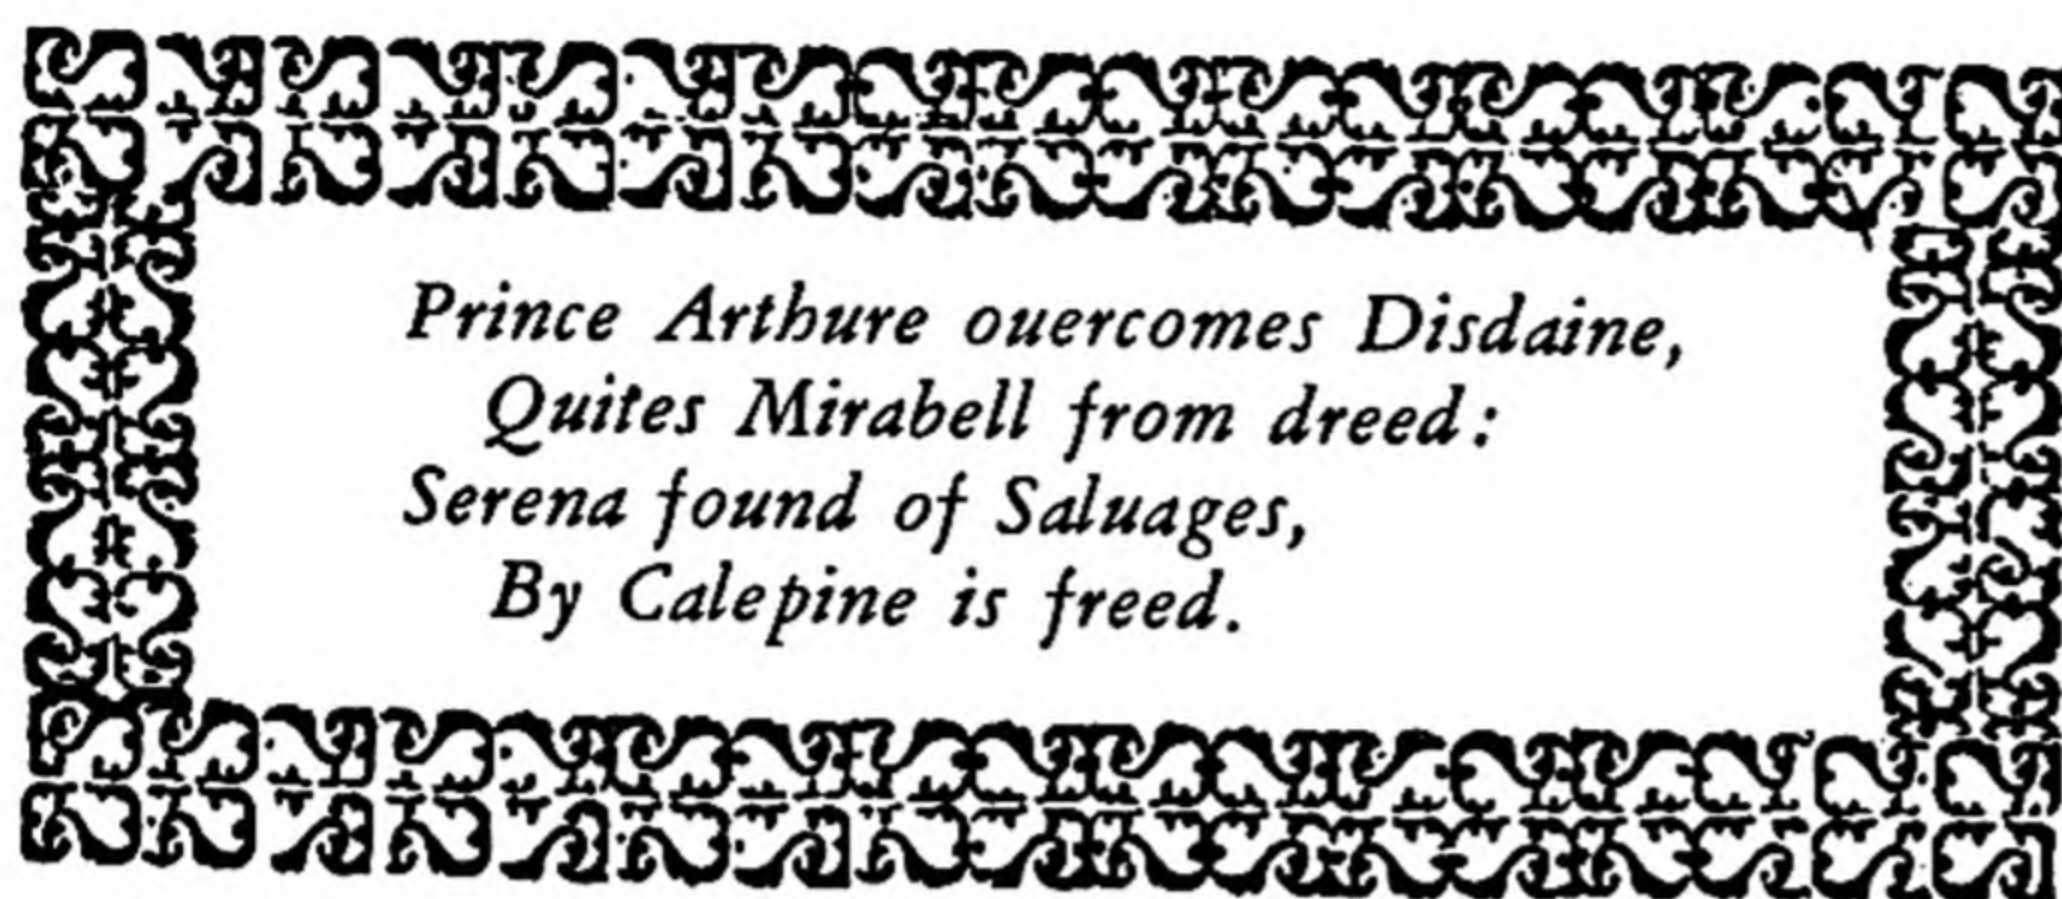 Prince Arthure ouercomes Disdaine,
Quites Mirabell from dreed:
Serena found of Saluages,
By Calepine is freed.